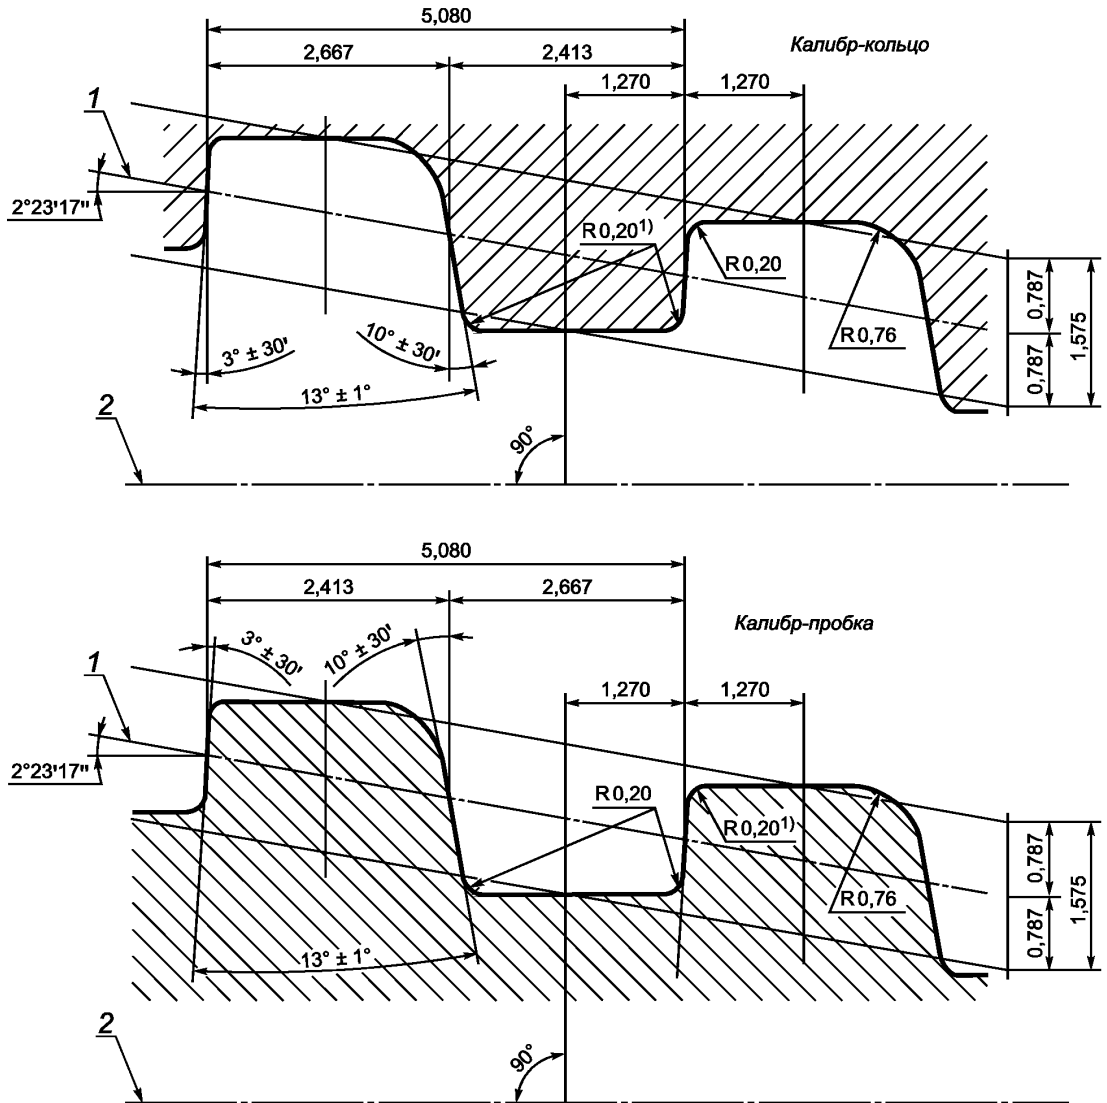 5,080
Калибр-кольцо
2,667
2,413
1,270
1,270
1
2°23'17"
R0,20¹⁾
R0,20
R0,76
0,787
0,787
1,575
3° ± 30'
10° ± 30'
13° ± 1°
2
90°
5,080
2,413
2,667
Калибр-пробка
3° ± 30'
10° ± 30'
1
1,270
1,270
2°23'17"
R0,20
R0,20¹⁾
R0,76
0,787
0,787
1,575
13° ± 1°
2
90°